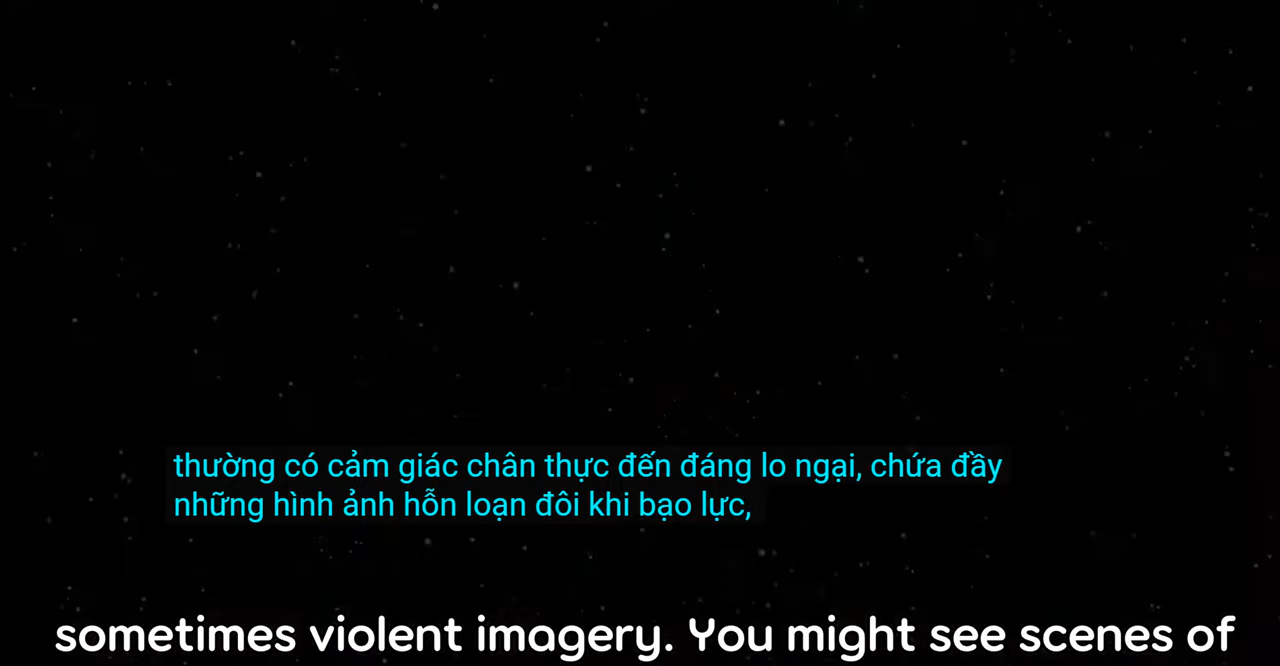 thường có cảm giác chân thực đến đáng lo ngại, chứa đầy
những hình ảnh hỗn loạn đôi khi bạo lực,
sometimes violent imagery. You might see scenes of